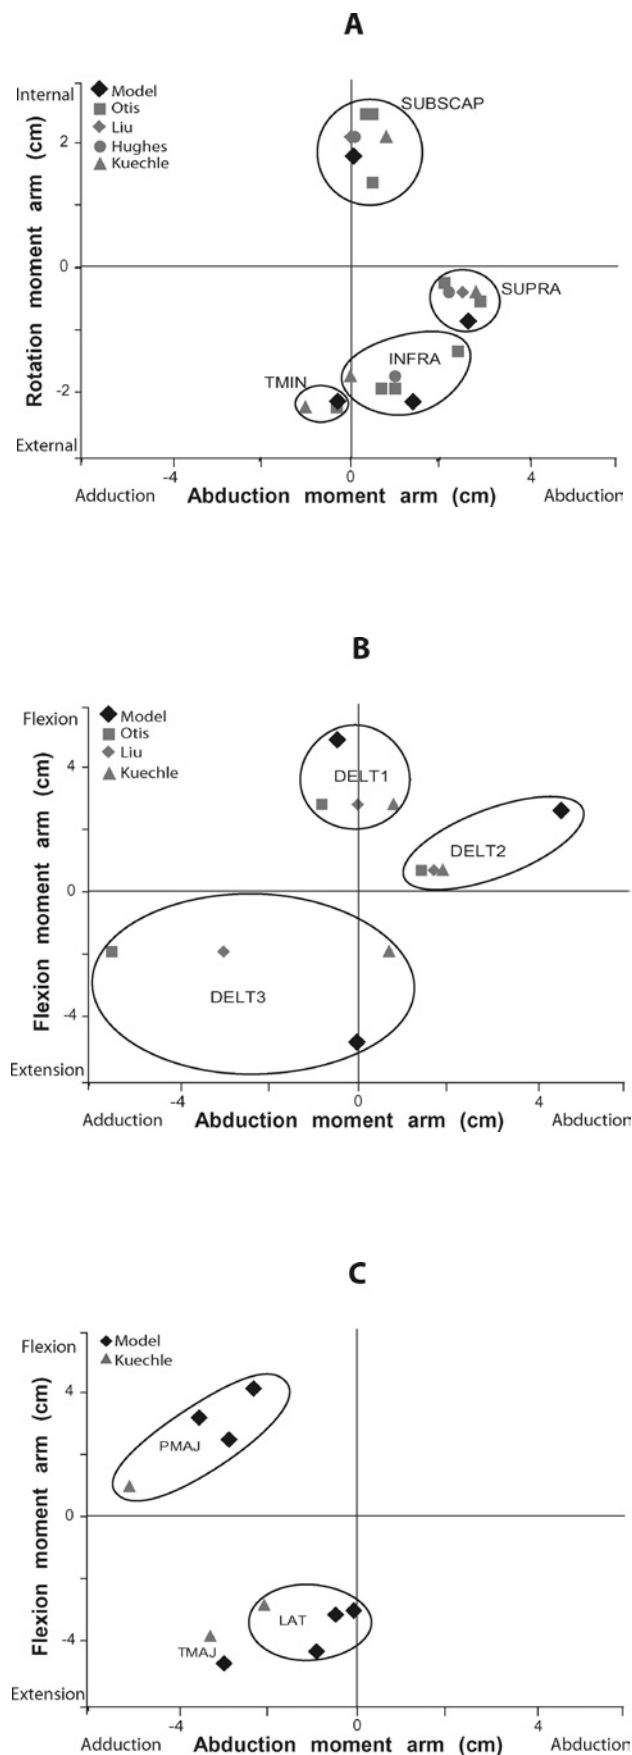 A
Internal
Model
Otis
Liu
Hughes
Kuechle
SUBSCAP
2
Rotation moment arm (cm)
0
SUPRA
INFRA
TMIN
-2
External
-4
0
4
Adduction
Abduction moment arm (cm)
Abduction
B
Flexion
Model
Otis
Liu
Kuechle
4
DELT1
DELT2
Flexion moment arm (cm)
0
DELT3
-4
Extension
-4
0
4
Adduction
Abduction moment arm (cm)
Abduction
C
Flexion
Model
Kuechle
4
PMAJ
Flexion moment arm (cm)
0
LAT
TMAJ
-4
Extension
-4
0
4
Adduction
Abduction moment arm (cm)
Abduction